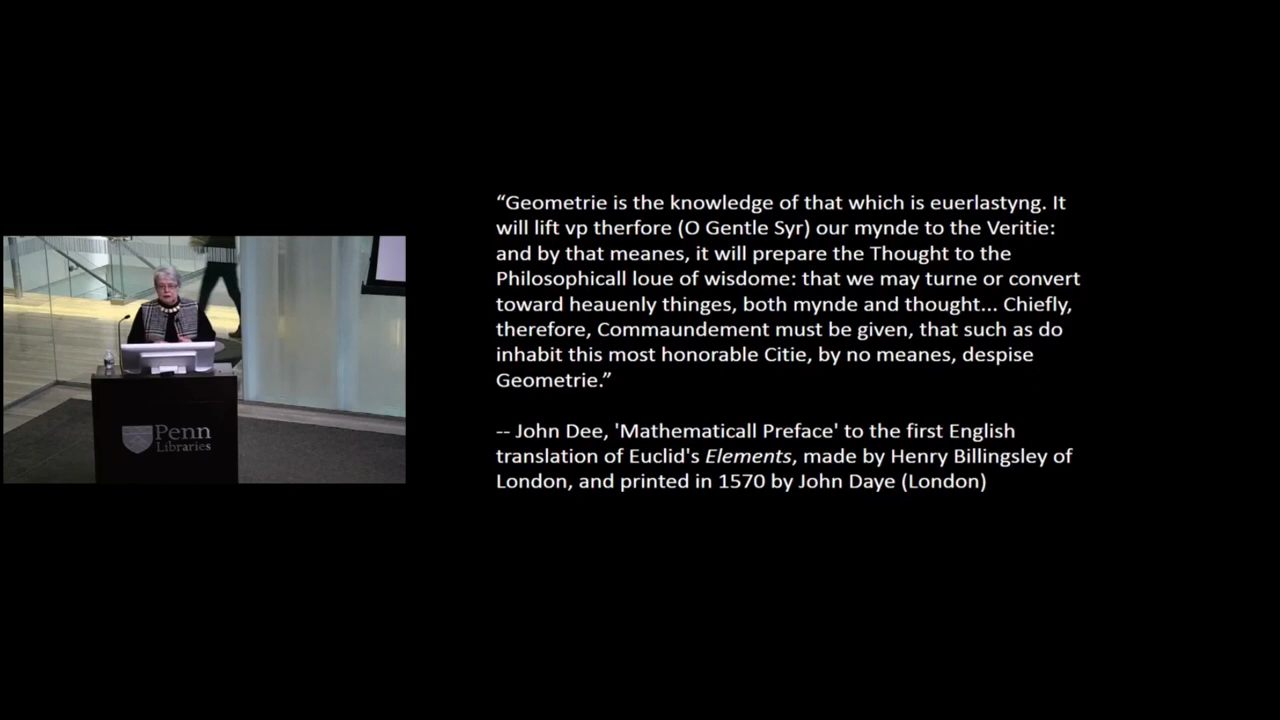 “Geometrie is the knowledge of that which is euerlastyng. It
will lift vp therfore (O Gentle Syr) our mynde to the Veritie:
and by that meanes, it will prepare the Thought to the
Philosophicall loue of wisdome: that we may turne or convert
toward heauenly thinges, both mynde and thought... Chiefly,
therefore, Commaundement must be given, that such as do
inhabit this most honorable Citie, by no meanes, despise
Geometrie.”
-- John Dee, 'Mathematicall Preface' to the first English
translation of Euclid's Elements, made by Henry Billingsley of
London, and printed in 1570 by John Daye (London)
Penn
Libraries